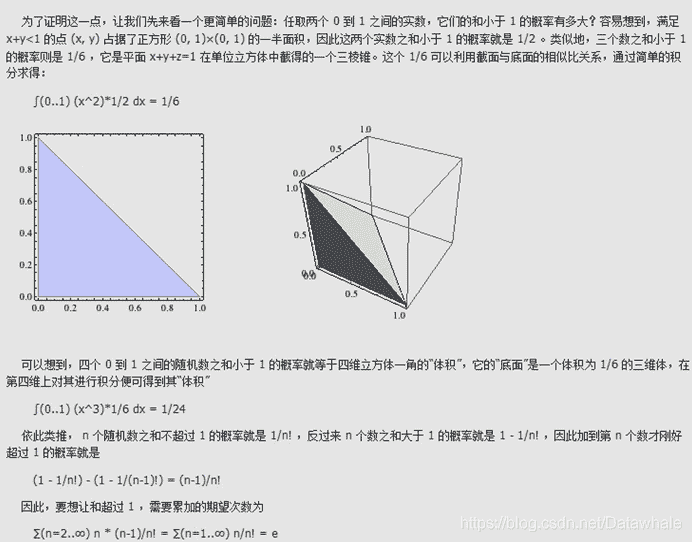 为了证明这一点，让我们先来看一个更简单的问题：任取两个 0 到 1 之间的实数，它们的和小于 1 的概率有多大？容易想到，满足
x+y<1 的点 (x, y) 占据了正方形 (0, 1)×(0, 1) 的一半面积，因此这两个实数之和小于 1 的概率就是 1/2 。类似地，三个数之和小于 1
的概率则是 1/6 ，它是平面 x+y+z=1 在单位立方体中截得的一个三棱锥。这个 1/6 可以利用截面与底面的相似比关系，通过简单的积
分求得：
∫(0..1) (x^2)*1/2 dx = 1/6
1.0
0.8
0.6
0.4
0.2
0.0
0.0 0.2 0.4 0.6 0.8 1.0
1.0
0.5
0.0
1.0
0.5
0.0
0.0
0.5
1.0
可以想到，四个 0 到 1 之间的随机数之和小于 1 的概率就等于四维立方体一角的“体积”，它的“底面”是一个体积为 1/6 的三维体，在
第四维上对其进行积分便可得到其“体积”
∫(0..1) (x^3)*1/6 dx = 1/24
依此类推， n 个随机数之和不超过 1 的概率就是 1/n! ，反过来 n 个数之和大于 1 的概率就是 1 - 1/n! ，因此加到第 n 个数才刚好
超过 1 的概率就是
(1 - 1/n!) - (1 - 1/(n-1)!) = (n-1)/n!
因此，要想让和超过 1 ，需要累加的期望次数为
∑(n=2..∞) n * (n-1)/n! = ∑(n=1..∞) n/n! = e
https://blog.csdn.net/Datawhale